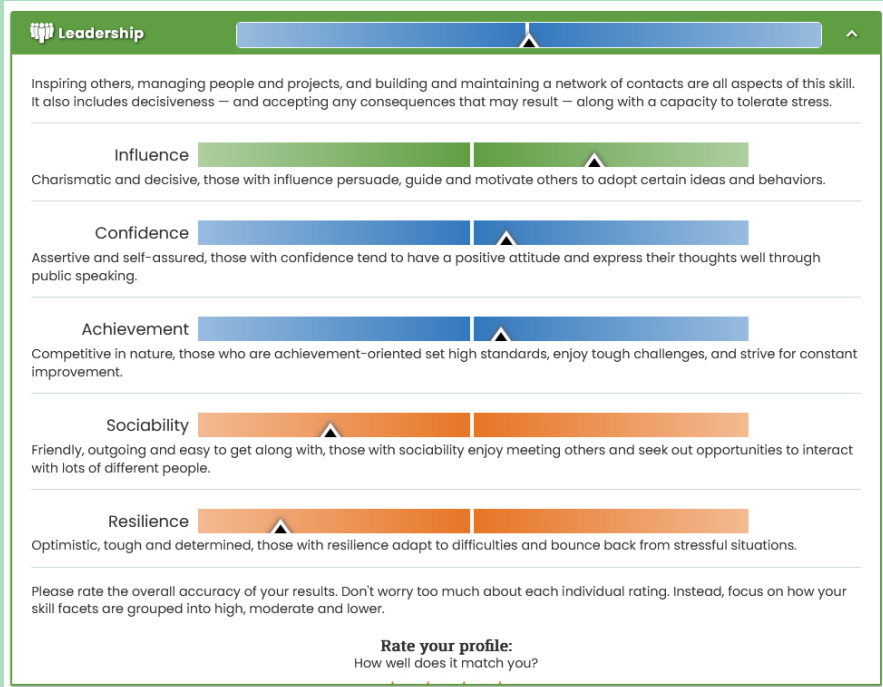 Leadership
Inspiring others, managing people and projects, and building and maintaining a network of contacts are all aspects of this skill.
It also includes decisiveness — and accepting any consequences that may result — along with a capacity to tolerate stress.
Influence
Charismatic and decisive, those with influence persuade, guide and motivate others to adopt certain ideas and behaviors.
Confidence
Assertive and self-assured, those with confidence tend to have a positive attitude and express their thoughts well through
public speaking.
Achievement
Competitive in nature, those who are achievement-oriented set high standards, enjoy tough challenges, and strive for constant
improvement.
Sociability
Friendly, outgoing and easy to get along with, those with sociability enjoy meeting others and seek out opportunities to interact
with lots of different people.
Resilience
Optimistic, tough and determined, those with resilience adapt to difficulties and bounce back from stressful situations.
Please rate the overall accuracy of your results. Don't worry too much about each individual rating. Instead, focus on how your
skill facets are grouped into high, moderate and lower.
Rate your profile:
How well does it match you?